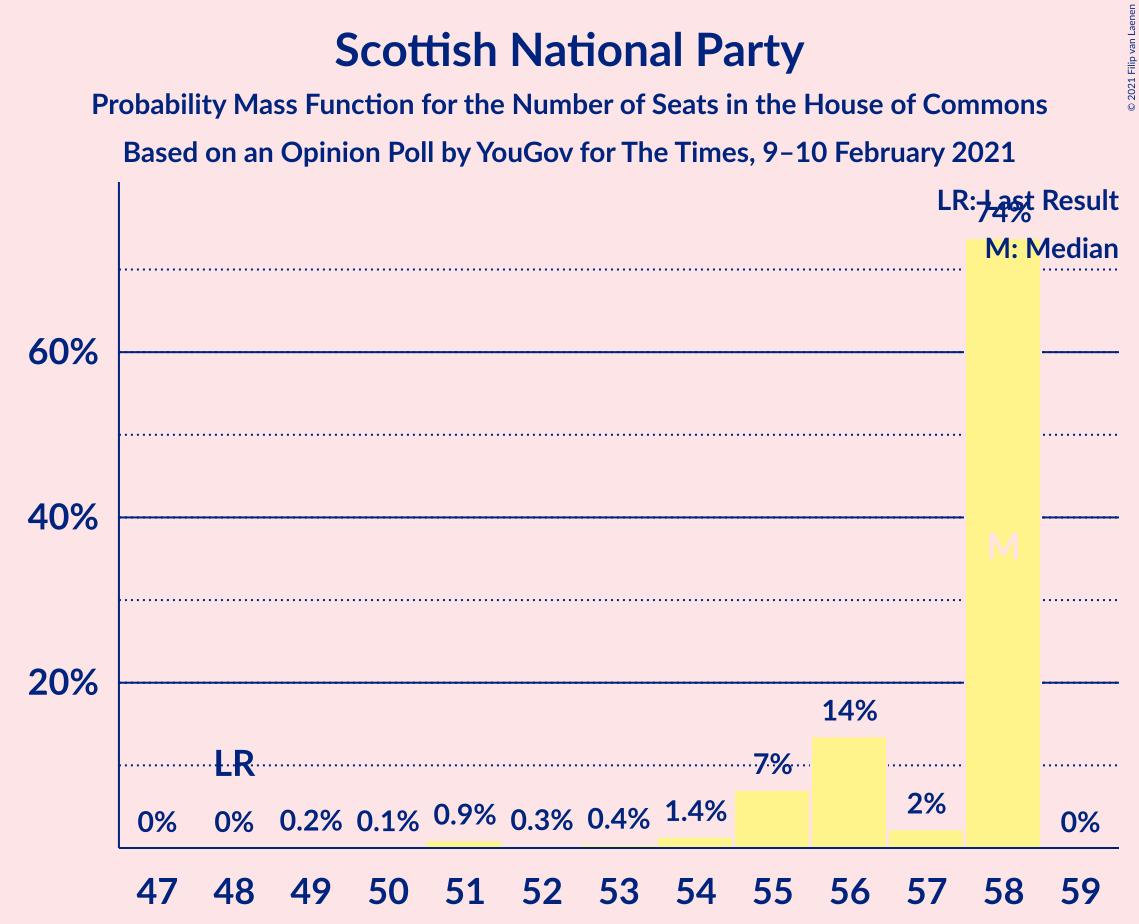 Scottish National Party
Probability Mass Function for the Number of Seats in the House of Commons
Based on an Opinion Poll by YouGov for The Times, 9–10 February 2021
© 2021 Filip van Laenen
LR: Last Result
74%
M: Median
60%
40%
M
20%
14%
LR
7%
0% 0% 0.2% 0.1% 0.9% 0.3% 0.4% 1.4% 2% 0%
47 48 49 50 51 52 53 54 55 56 57 58 59